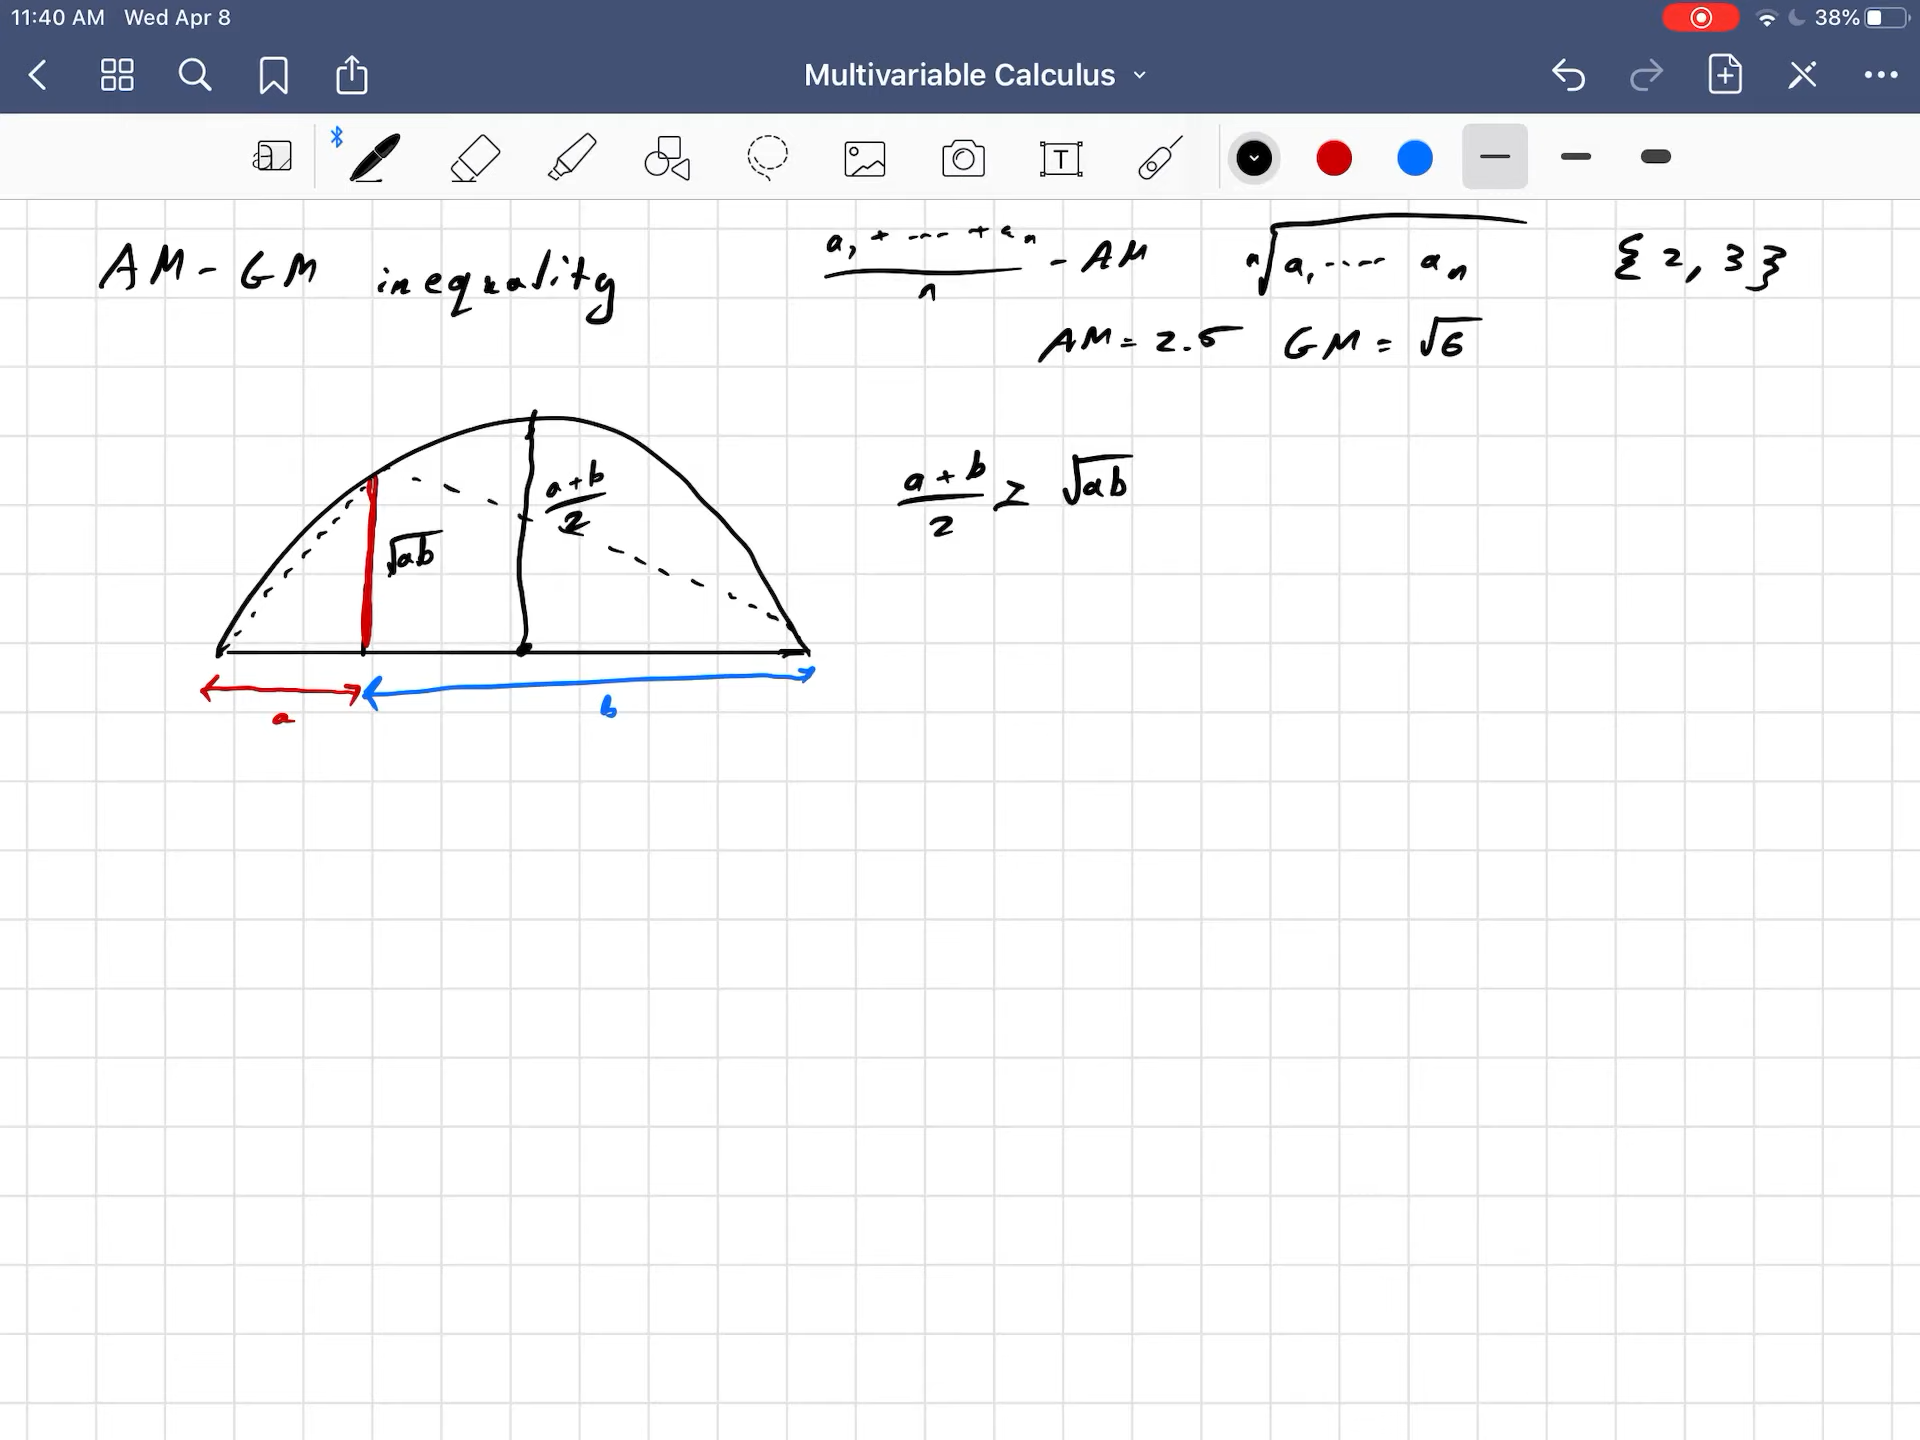 11:40 AM Wed Apr 8
38%
Multivariable Calculus
T
AM-GM inequality
a₁ + ---- + aₙ
n
- AM
ⁿ√a₁ ----- aₙ
{2, 3}
AM = 2.5 GM = √6
a+b
2
√ab
a+b
2
≥ √ab
a
b